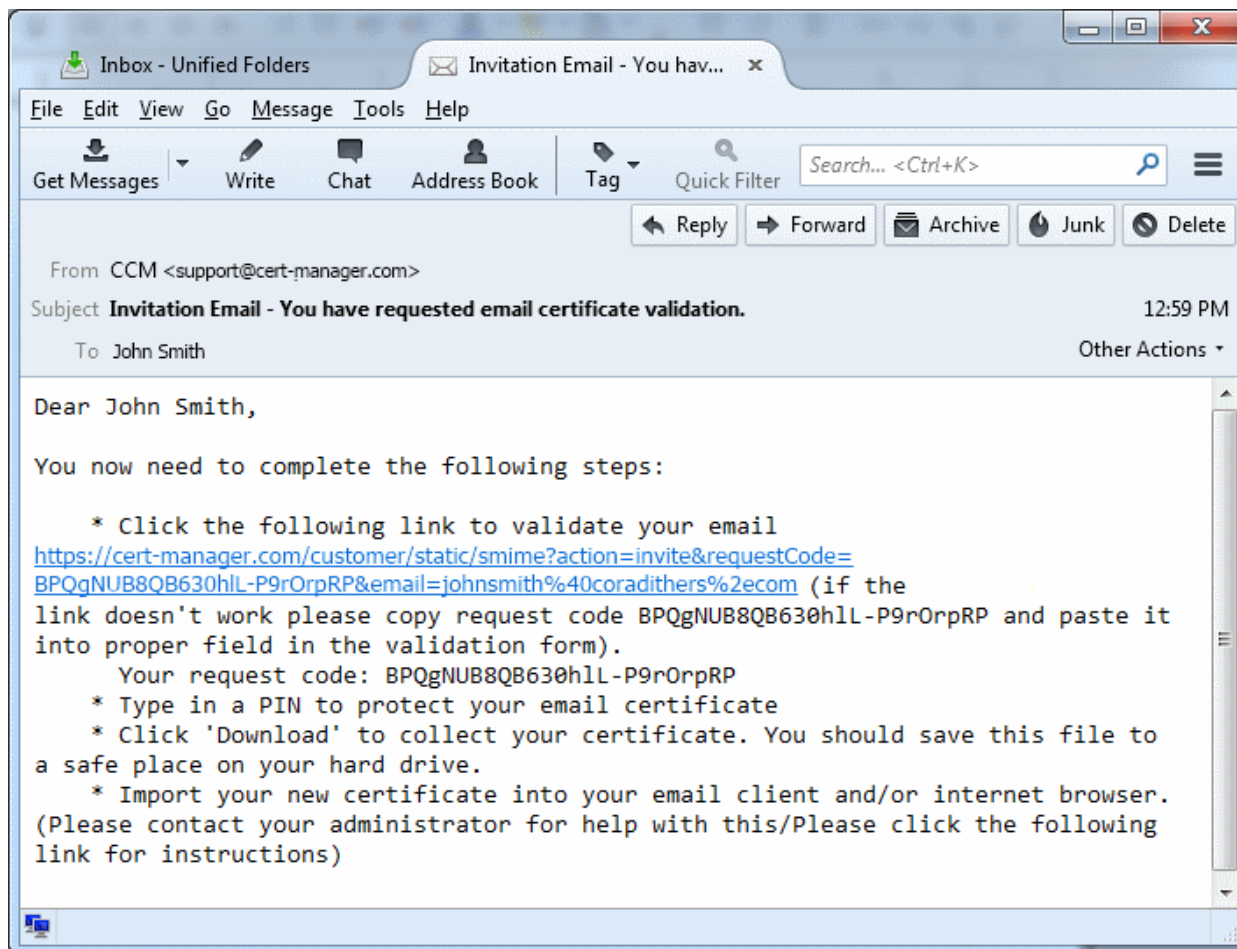 Inbox - Unified Folders
Invitation Email - You hav...
File Edit View Go Message Tools Help
Get Messages Write Chat Address Book Tag Quick Filter Search... <Ctrl+K>
Reply Forward Archive Junk Delete
From CCM <support@cert-manager.com>
Subject Invitation Email - You have requested email certificate validation. 12:59 PM
To John Smith Other Actions
Dear John Smith,
You now need to complete the following steps:
* Click the following link to validate your email
https://cert-manager.com/customer/static/smime?action=invite&requestCode=
BPQgNUB8QB630hlL-P9rOrpRP&email=johnsmith%40coradithers%2ecom (if the
link doesn't work please copy request code BPQgNUB8QB630hlL-P9rOrpRP and paste it
into proper field in the validation form).
Your request code: BPQgNUB8QB630hlL-P9rOrpRP
* Type in a PIN to protect your email certificate
* Click 'Download' to collect your certificate. You should save this file to
a safe place on your hard drive.
* Import your new certificate into your email client and/or internet browser.
(Please contact your administrator for help with this/Please click the following
link for instructions)